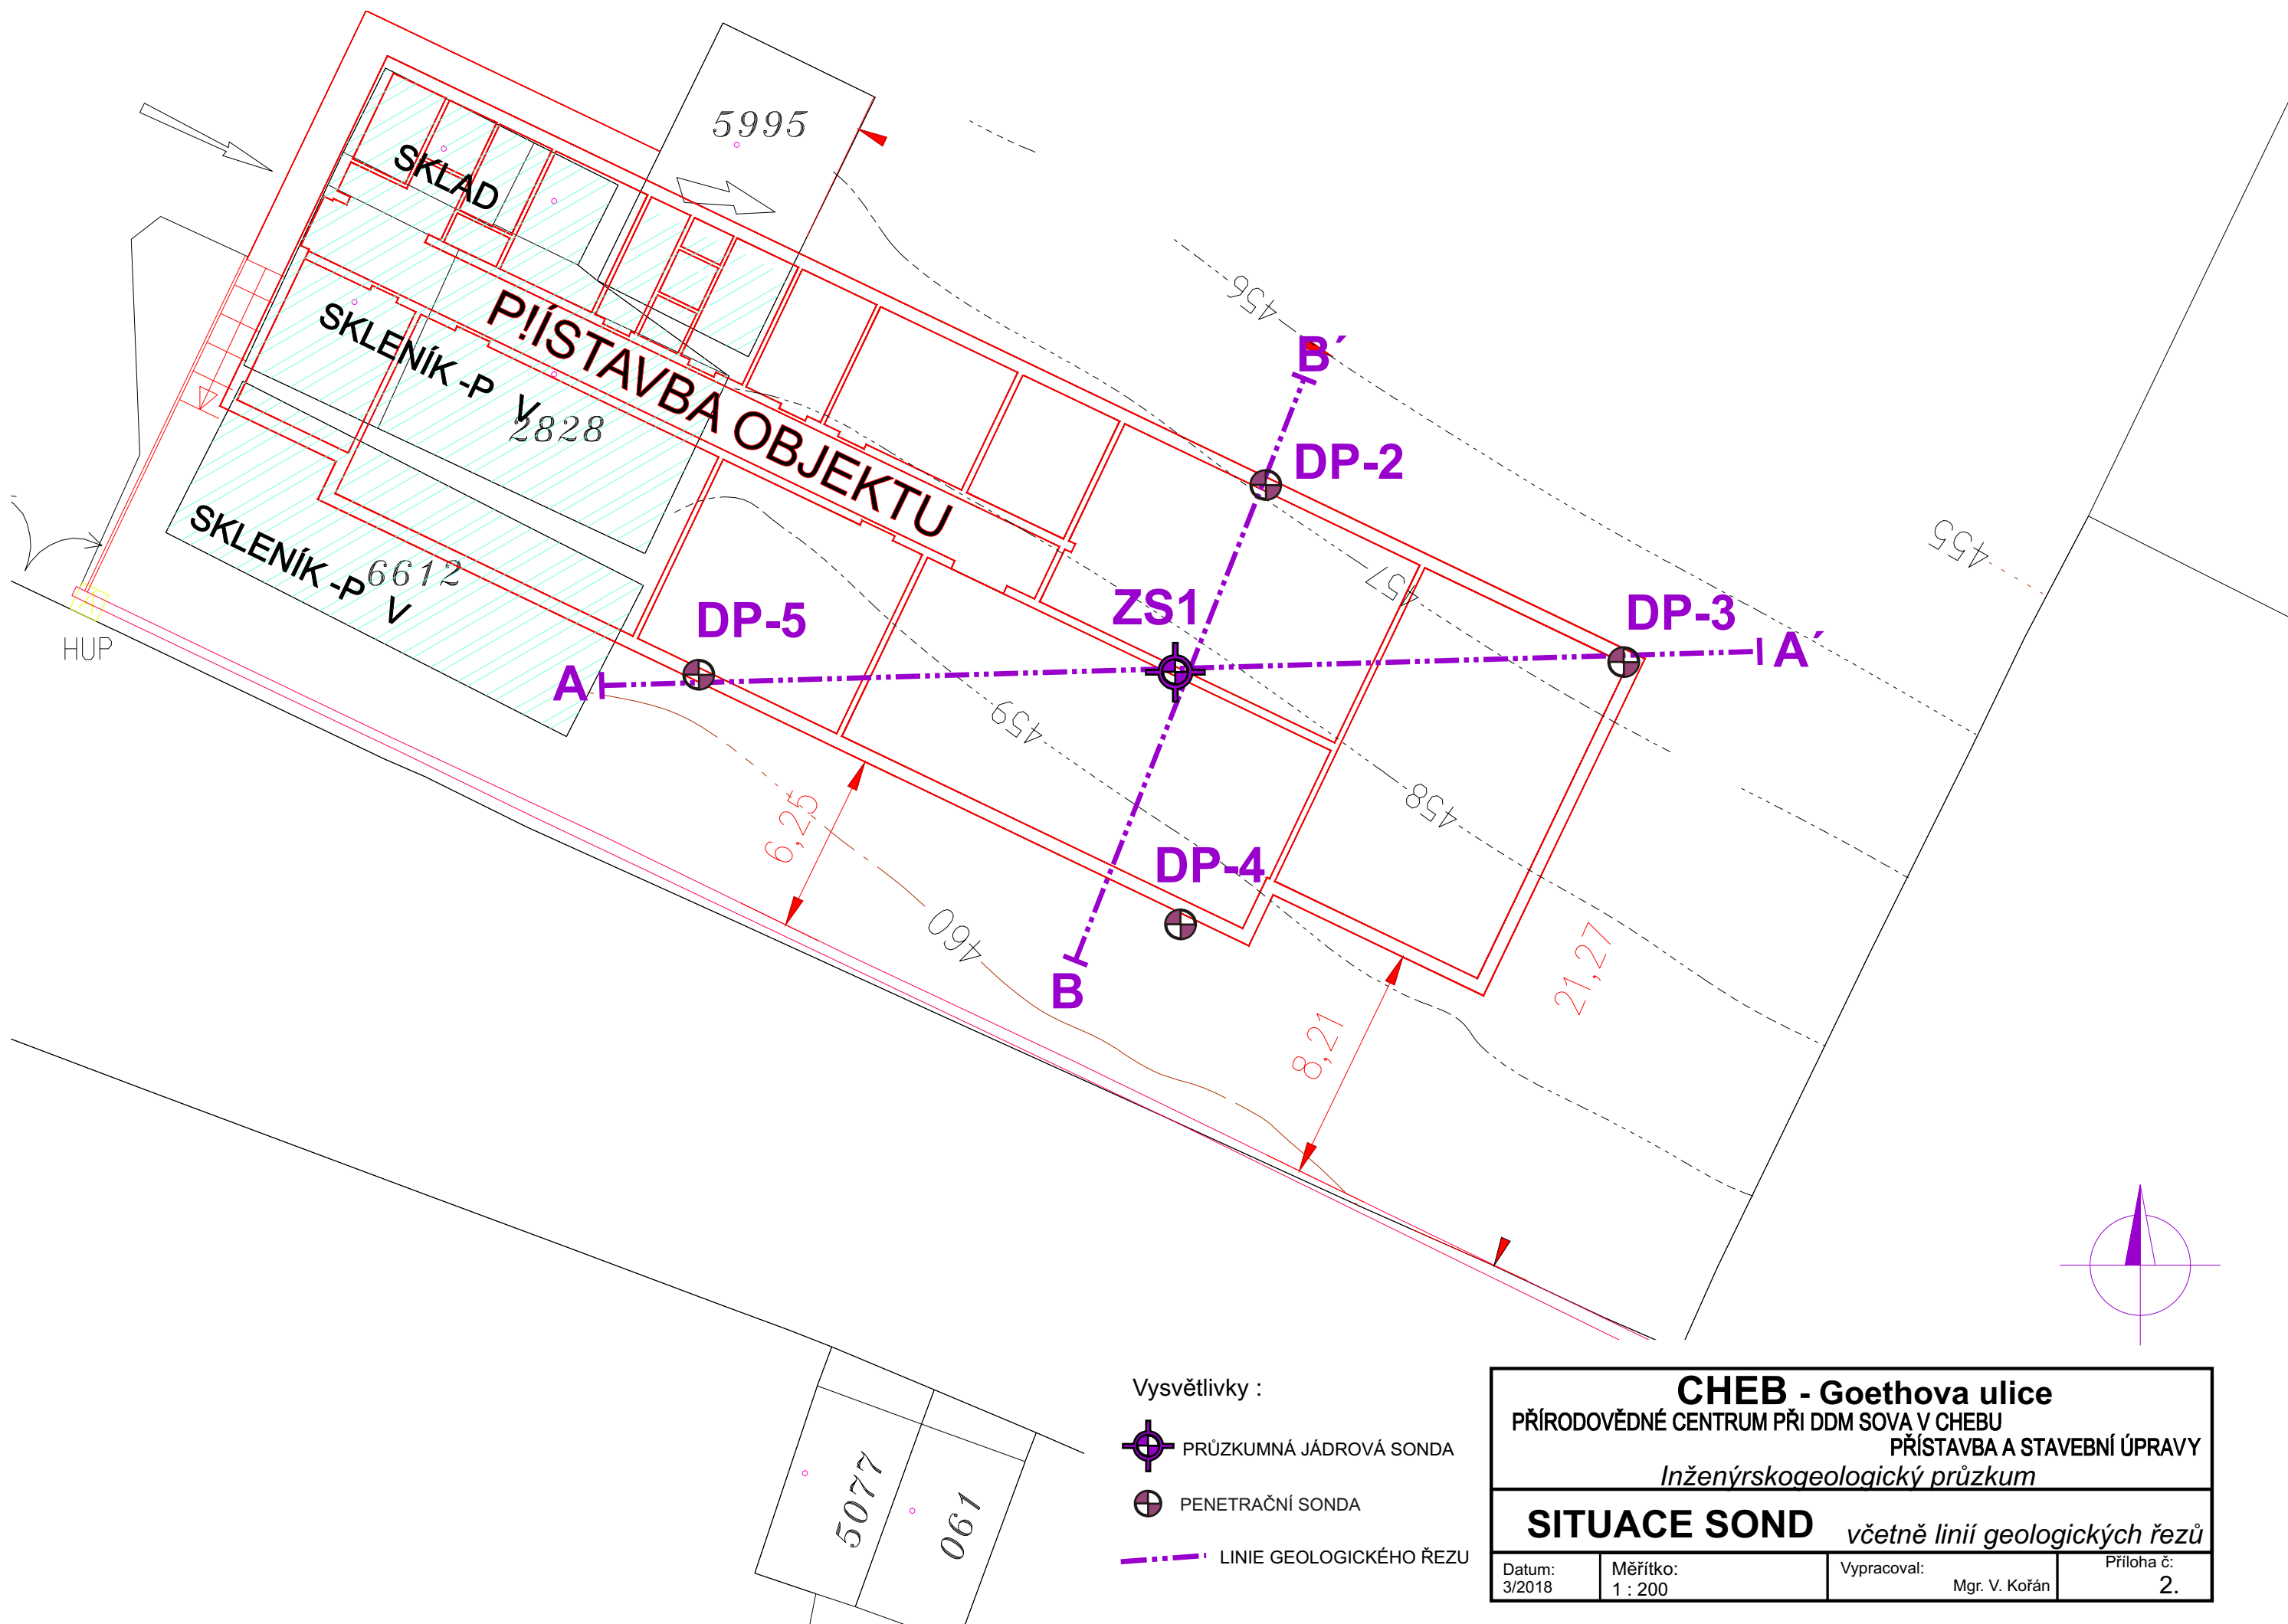 5995
SKLAD
456
B´
P!ÍSTAVBA OBJEKTU
SKLENÍK -P V
2828
DP-2
455
SKLENÍK -P V
6612
457
DP-5
ZS1
DP-3
HUP
A
A´
459
6,25
458
DP-4
460
21,27
B
8,21
5077
061
Vysvětlivky :
PRŮZKUMNÁ JÁDROVÁ SONDA
PENETRAČNÍ SONDA
LINIE GEOLOGICKÉHO ŘEZU
CHEB - Goethova ulice
PŘÍRODOVĚDNÉ CENTRUM PŘI DDM SOVA V CHEBU
PŘÍSTAVBA A STAVEBNÍ ÚPRAVY
Inženýrskogeologický průzkum
SITUACE SOND včetně linií geologických řezů
Datum:
3/2018
Měřítko:
1 : 200
Vypracoval:
Mgr. V. Kořán
Příloha č:
2.